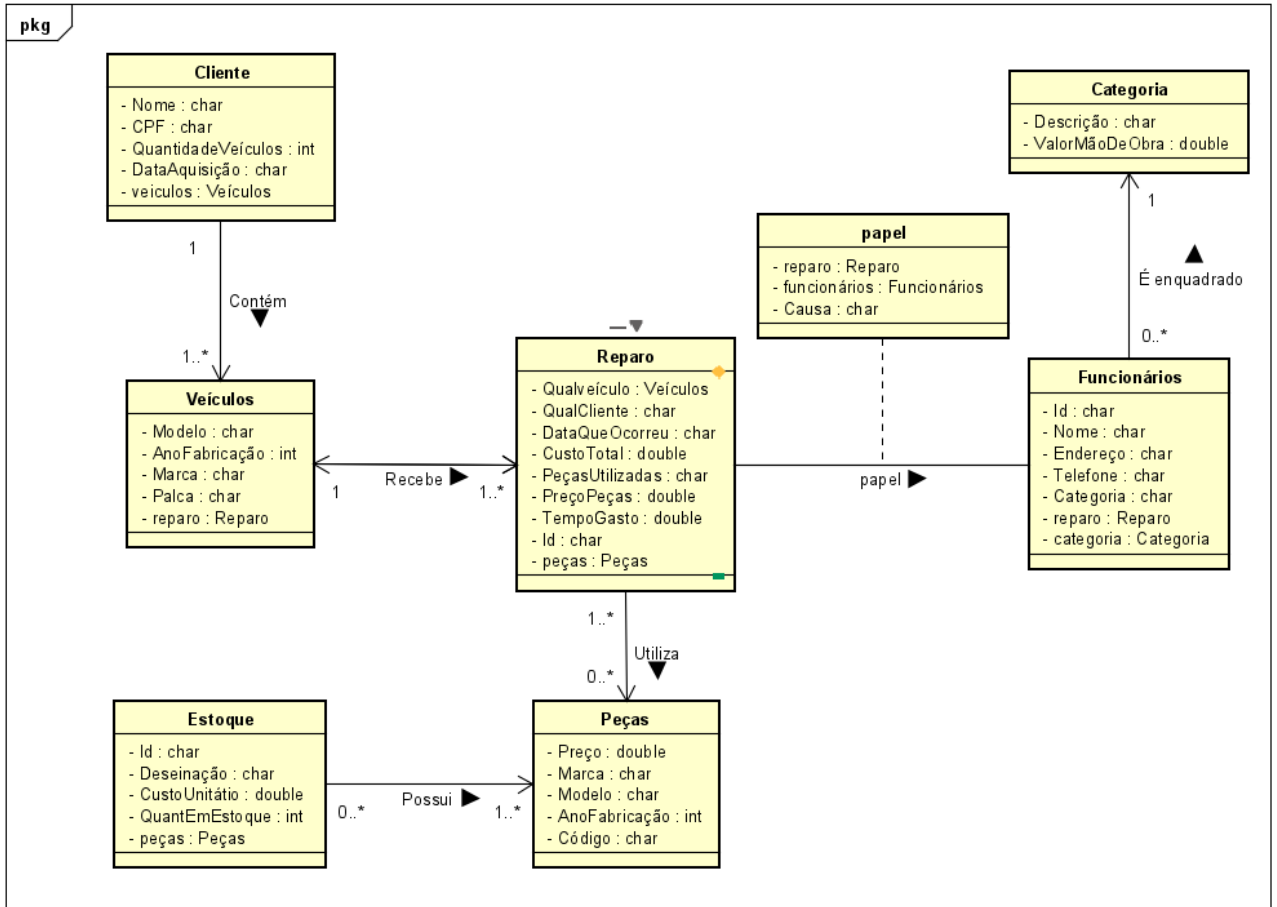 pkg
Cliente
- Nome : char
- CPF : char
- QuantidadeVeículos : int
- DataAquisição : char
- veiculos : Veículos
Categoria
- Descrição : char
- ValorMãoDeObra : double
1
Contém
1..*
papel
- reparo : Reparo
- funcionários : Funcionários
- Causa : char
1
É enquadrado
0..*
Veículos
- Modelo : char
- AnoFabricação : int
- Marca : char
- Palca : char
- reparo : Reparo
1
Recebe
1..*
Reparo
- Qualveículo : Veículos
- QualCliente : char
- DataQueOcorreu : char
- CustoTotal : double
- PeçasUtilizadas : char
- PreçoPeças : double
- TempoGasto : double
- Id : char
- peças : Peças
papel
Funcionários
- Id : char
- Nome : char
- Endereço : char
- Telefone : char
- Categoria : char
- reparo : Reparo
- categoria : Categoria
1..*
Utiliza
0..*
Estoque
- Id : char
- Deseinação : char
- CustoUnitátio : double
- QuantEmEstoque : int
- peças : Peças
0..*
Possui
1..*
Peças
- Preço : double
- Marca : char
- Modelo : char
- AnoFabricação : int
- Código : char